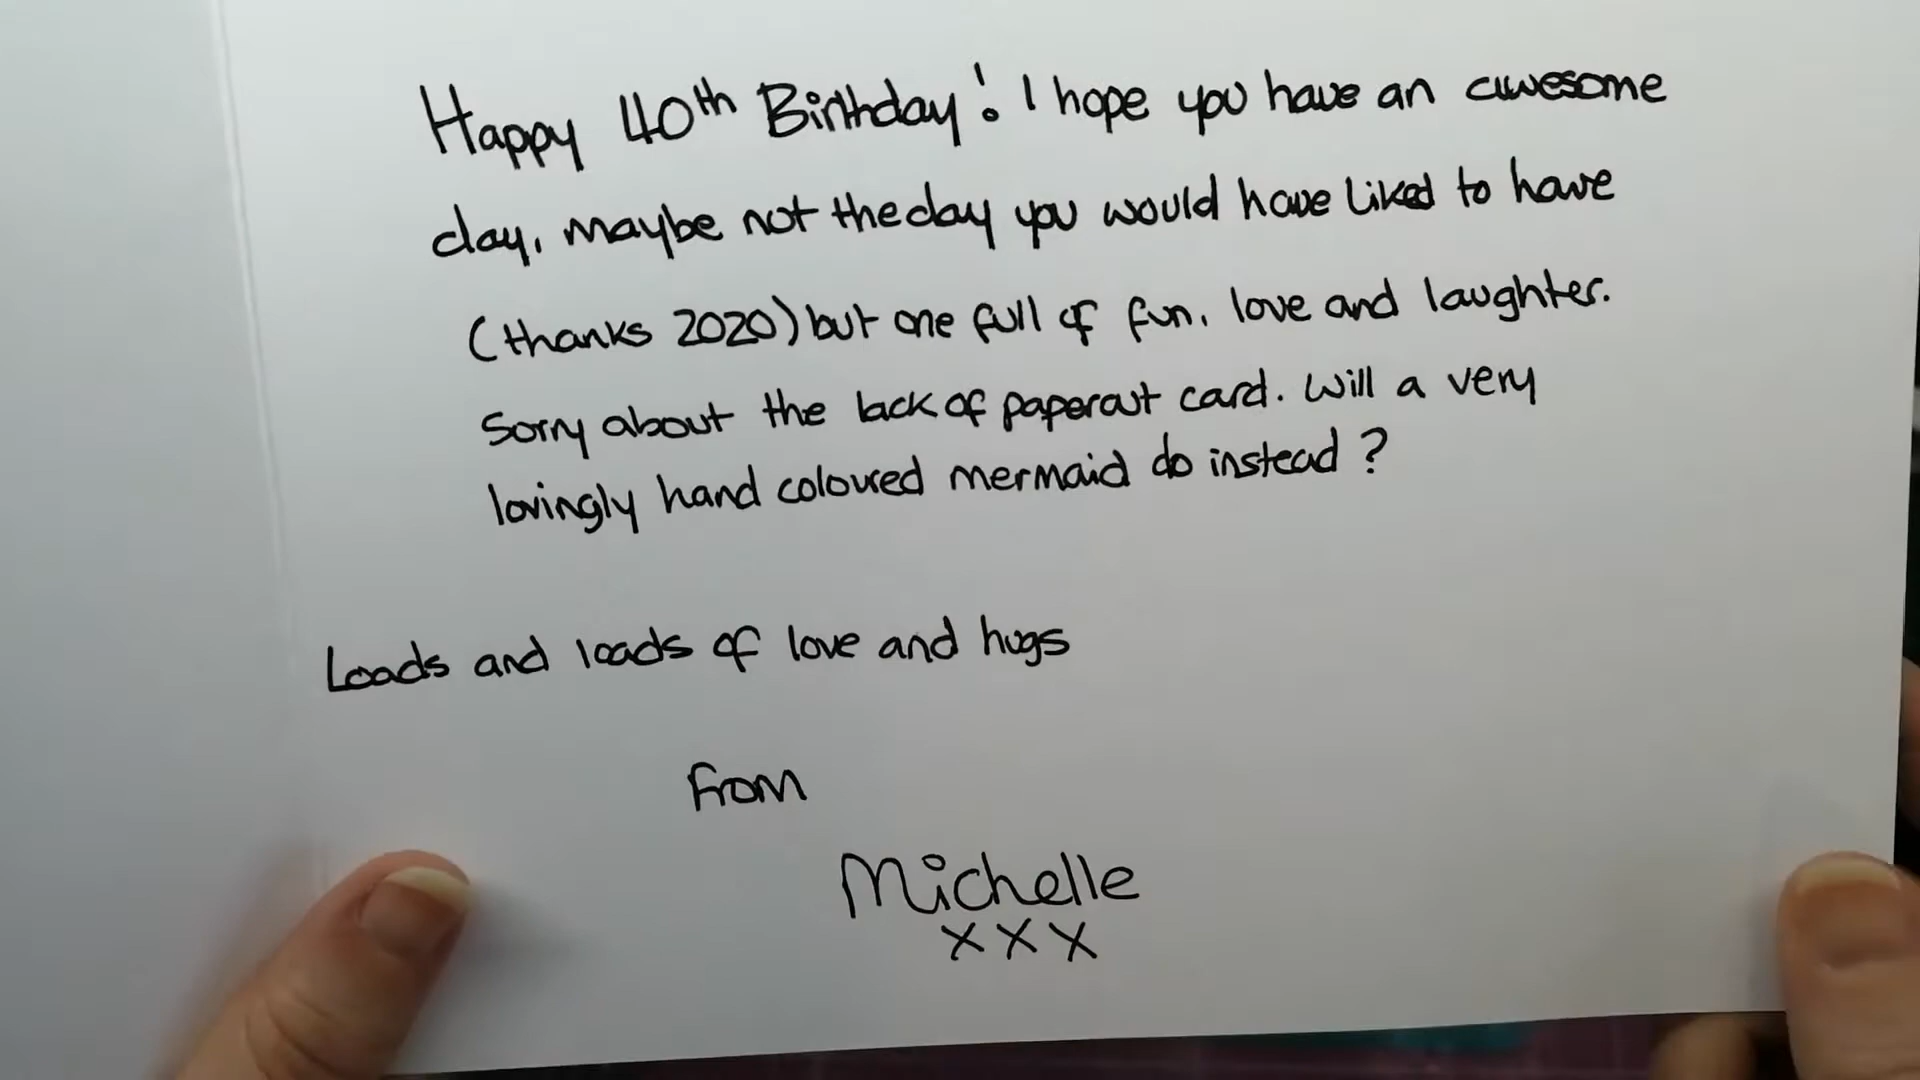 Happy 40th Birthday! I hope you have an awesome
day, maybe not the day you would have liked to have
(thanks 2020) but one full of fun, love and laughter.
Sorry about the lack of papercut card. Will a very
lovingly hand coloured mermaid do instead?
Loads and loads of love and hugs
From
Michelle
xxx